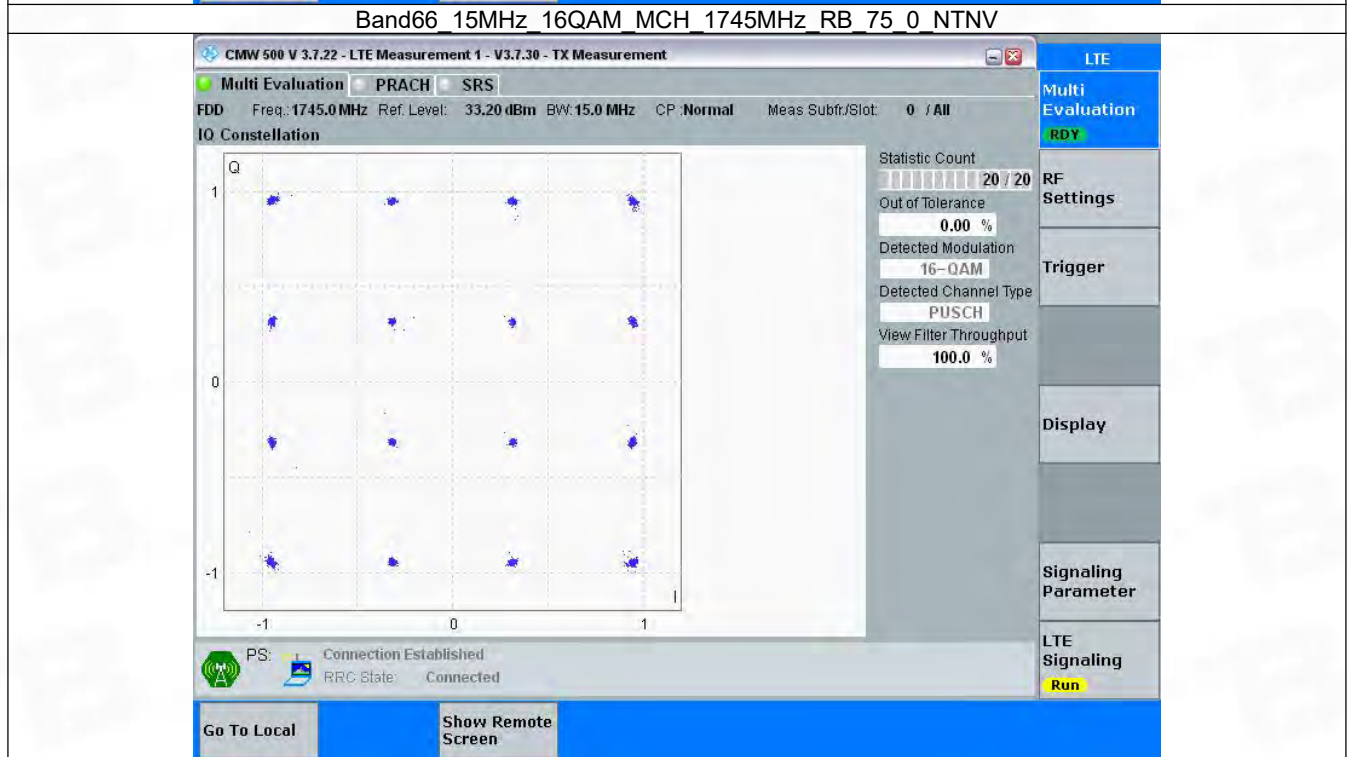 Band66_15MHz_16QAM_MCH_1745MHz_RB_75_0_NTNV
CMW 500 V 3.7.22 - LTE Measurement 1 - V3.7.30 - TX Measurement
LTE
Multi Evaluation PRACH SRS
FDD Freq.: 1745.0 MHz Ref. Level: 33.20 dBm BW: 15.0 MHz CP : Normal Meas Subfr./Slot: 0 / All
IQ Constellation
Q
1
0
-1
I
-1 0 1
Statistic Count
20 / 20
Out of Tolerance
0.00 %
Detected Modulation
16-QAM
Detected Channel Type
PUSCH
View Filter Throughput
100.0 %
Multi
Evaluation
RDY
RF
Settings
Trigger
Display
Signaling
Parameter
LTE
Signaling
Run
PS: Connection Established
RRC State: Connected
Go To Local
Show Remote
Screen